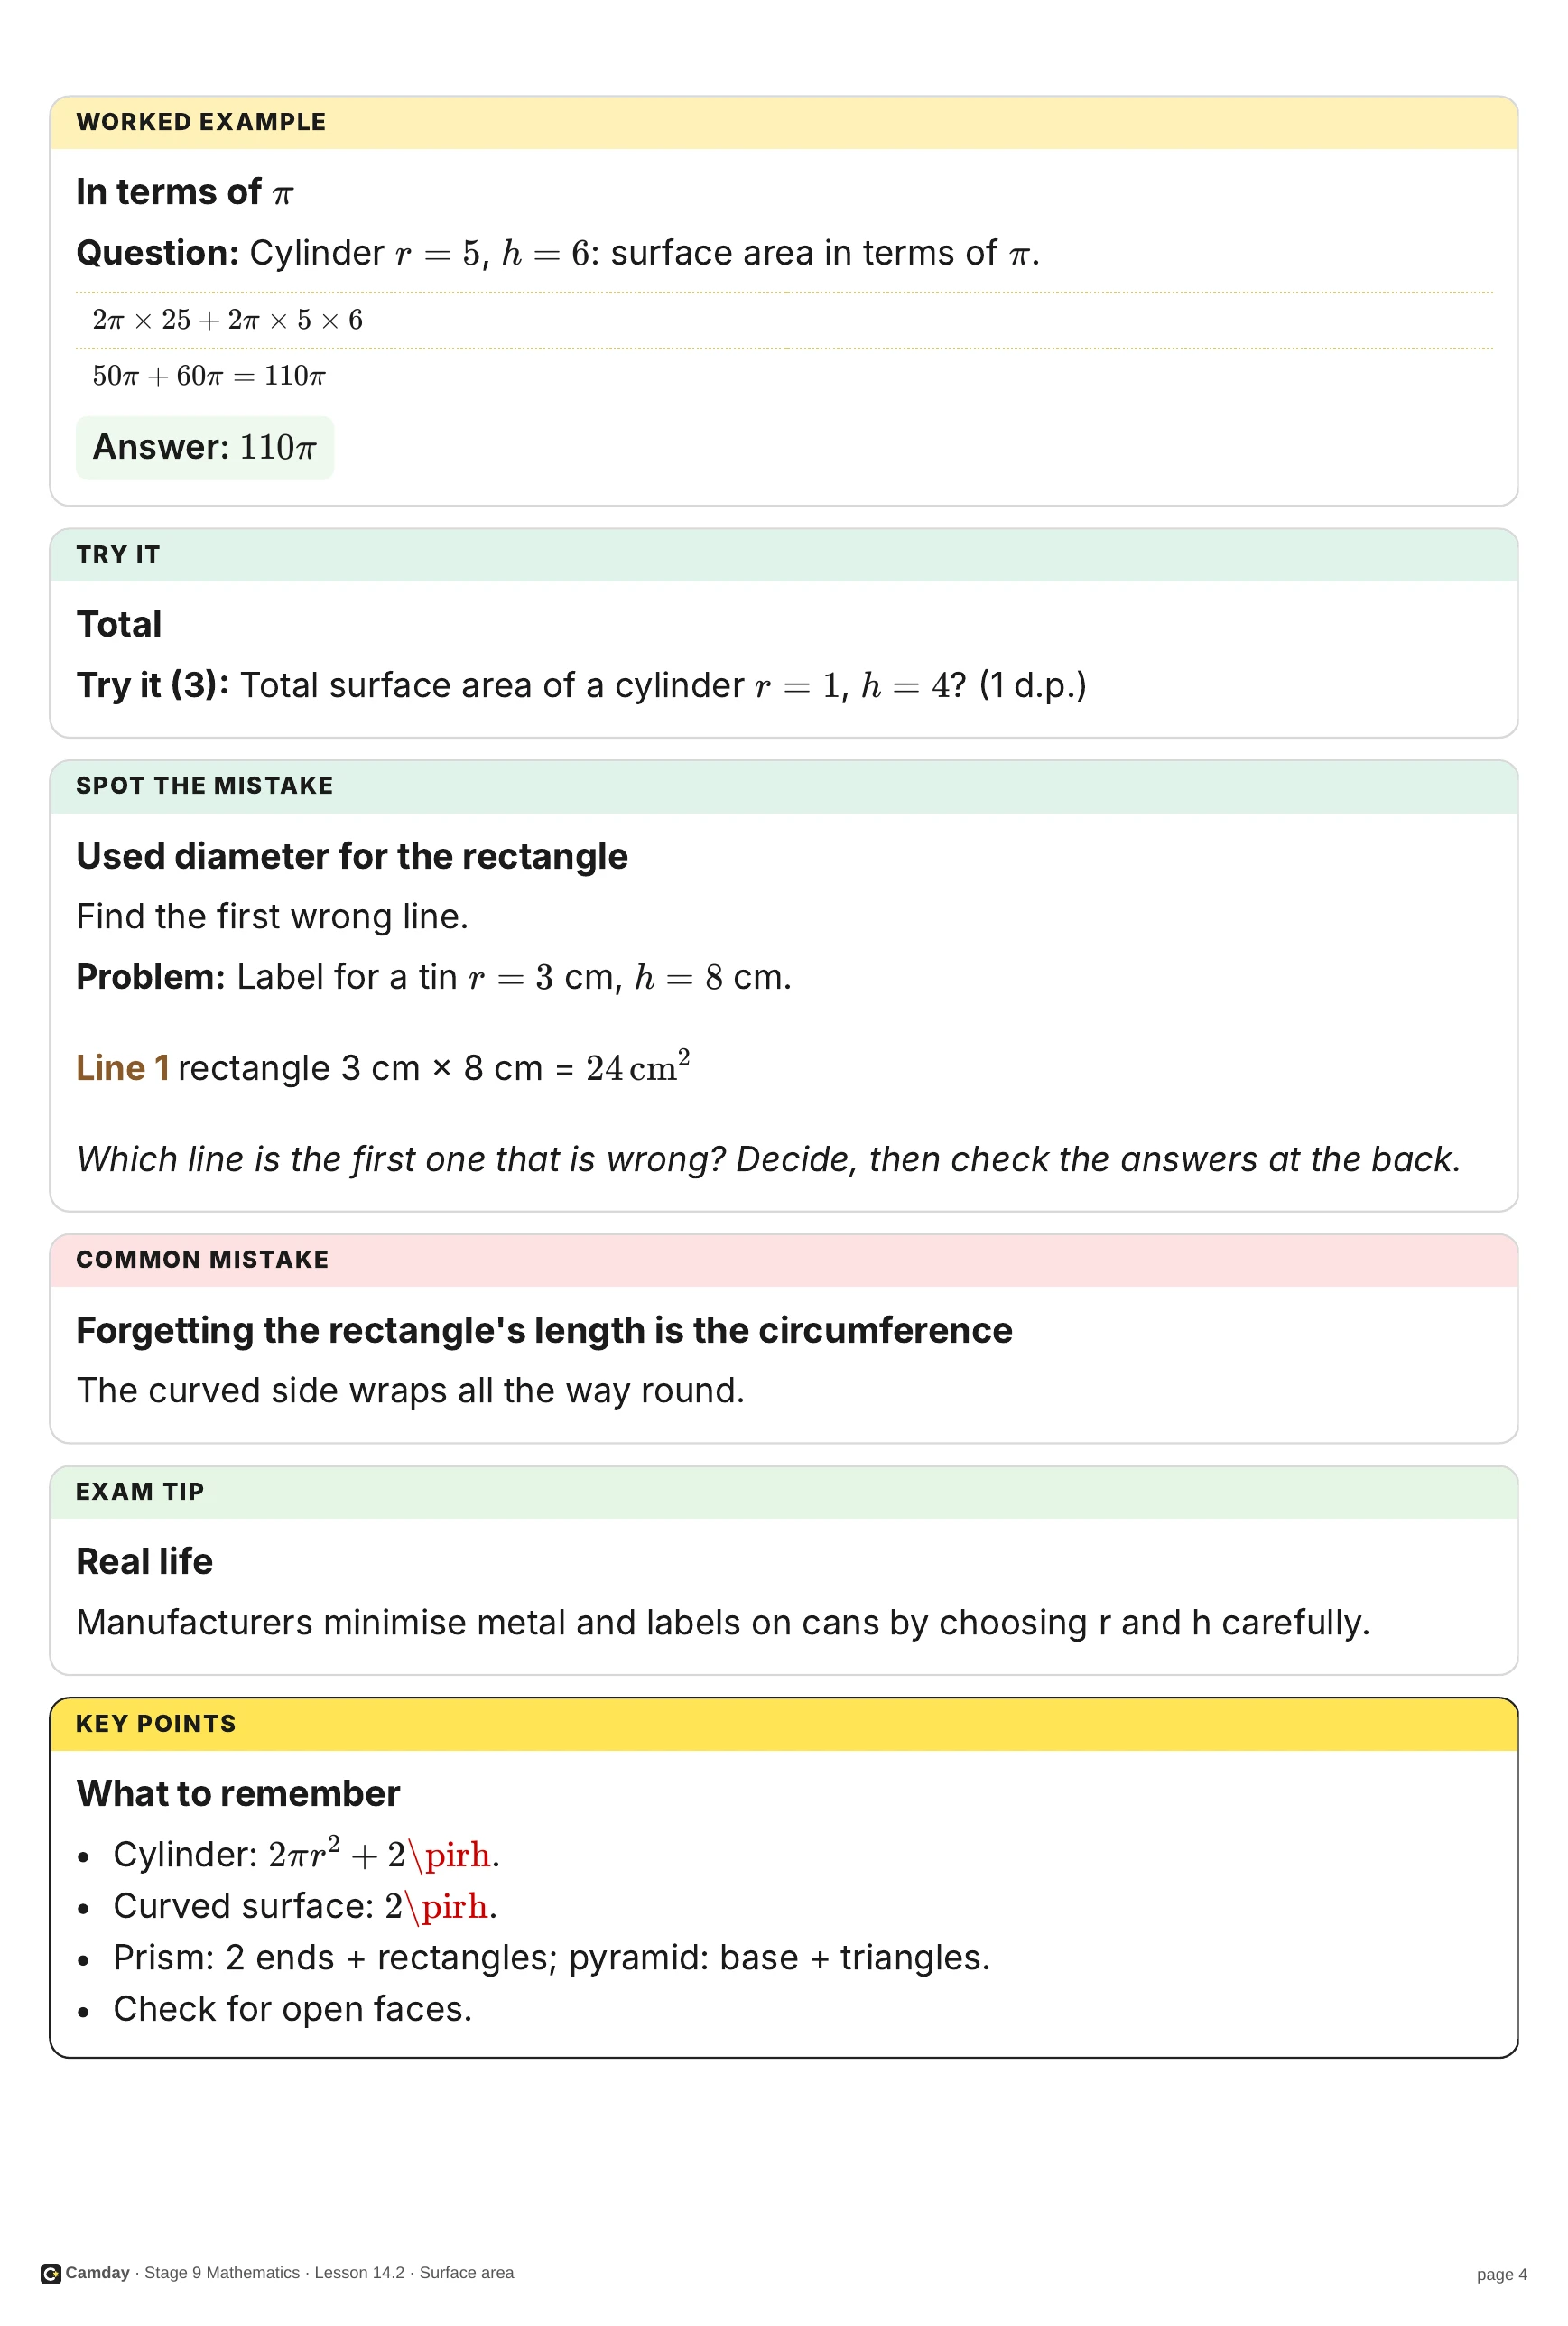 WORKED EXAMPLE
In terms of π
Question: Cylinder r = 5, h = 6: surface area in terms of π.
2π × 25 + 2π × 5 × 6
50π + 60π = 110π
Answer: 110π
TRY IT
Total
Try it (3): Total surface area of a cylinder r = 1, h = 4? (1 d.p.)
SPOT THE MISTAKE
Used diameter for the rectangle
Find the first wrong line.
Problem: Label for a tin r = 3 cm, h = 8 cm.
Line 1 rectangle 3 cm × 8 cm = 24 cm²
Which line is the first one that is wrong? Decide, then check the answers at the back.
COMMON MISTAKE
Forgetting the rectangle's length is the circumference
The curved side wraps all the way round.
EXAM TIP
Real life
Manufacturers minimise metal and labels on cans by choosing r and h carefully.
KEY POINTS
What to remember
• Cylinder: 2πr² + 2\pirh.
• Curved surface: 2\pirh.
• Prism: 2 ends + rectangles; pyramid: base + triangles.
• Check for open faces.
Camday · Stage 9 Mathematics · Lesson 14.2 · Surface area
page 4